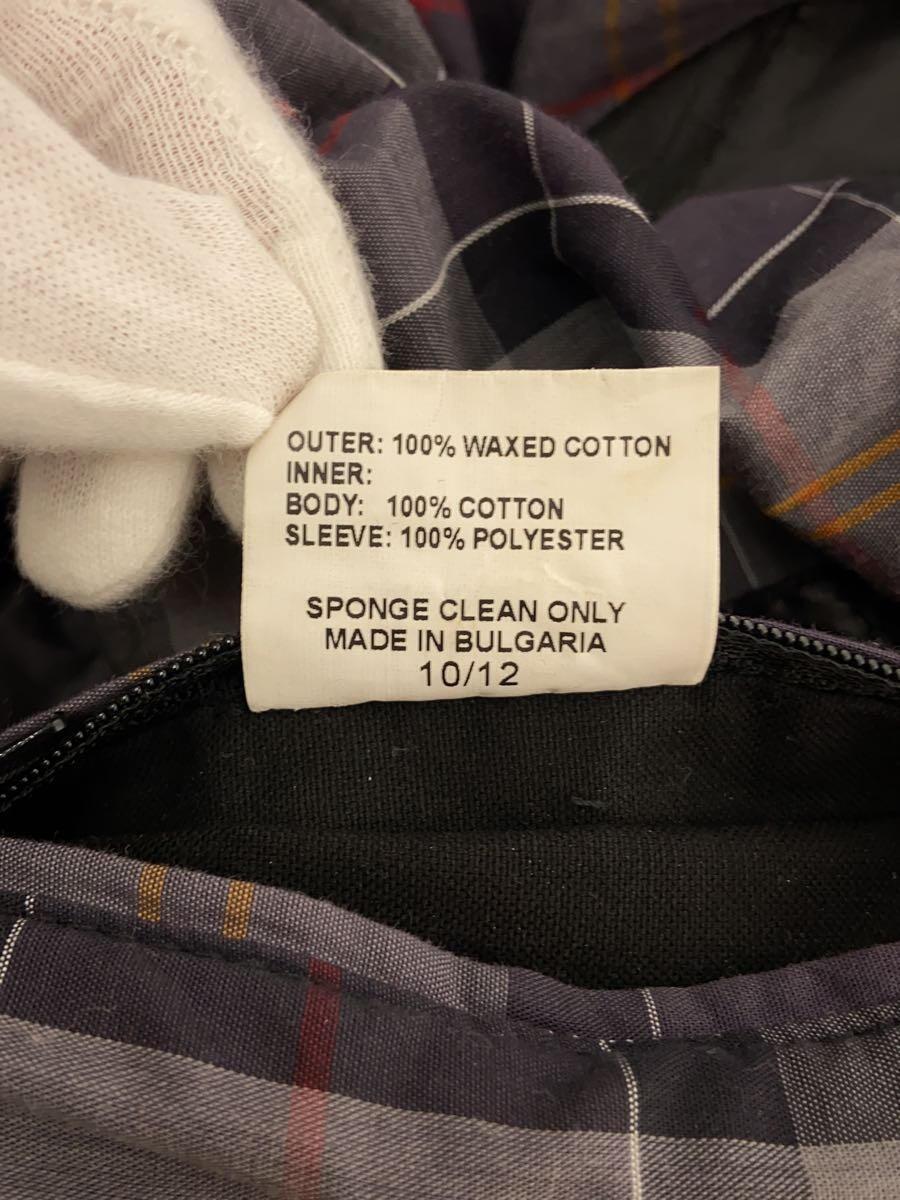 OUTER: 100% WAXED COTTON
INNER:
BODY: 100% COTTON
SLEEVE: 100% POLYESTER
SPONGE CLEAN ONLY
MADE IN BULGARIA
10/12